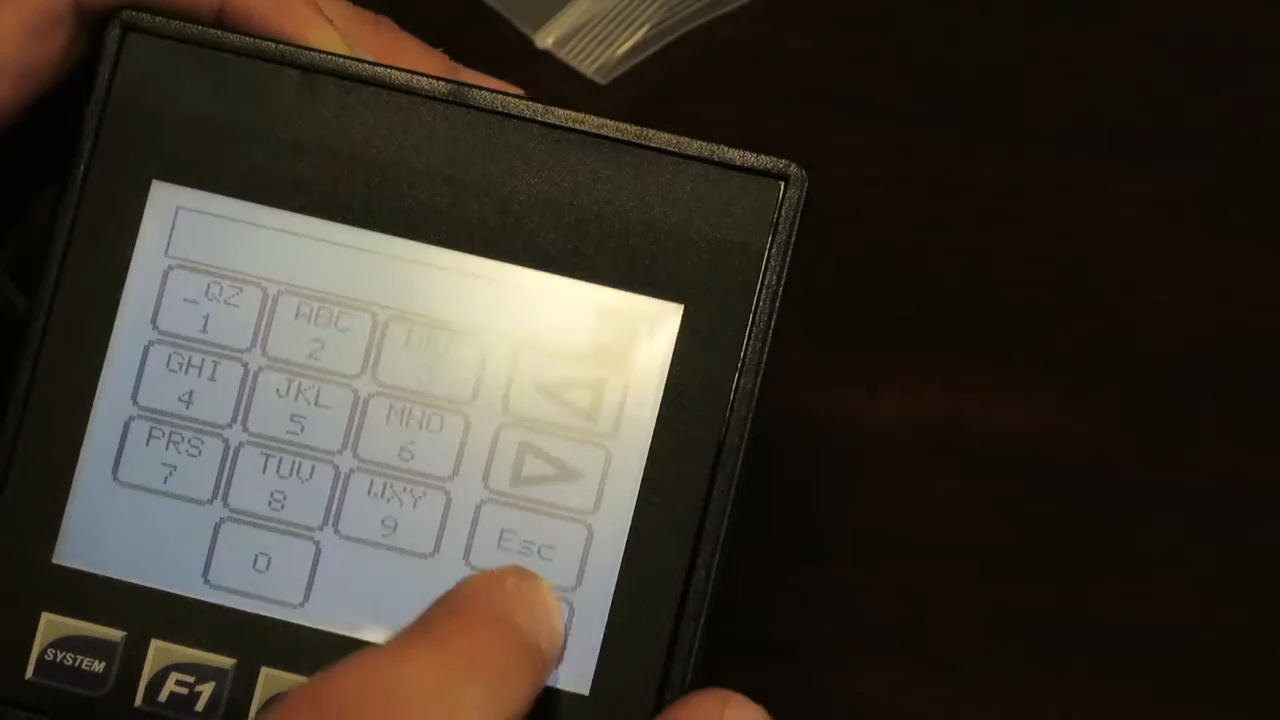 _QZ
1
ABC
2
GHI
4
JKL
5
MNO
6
PRS
7
TUV
8
WXY
9
Esc
0
SYSTEM
F1